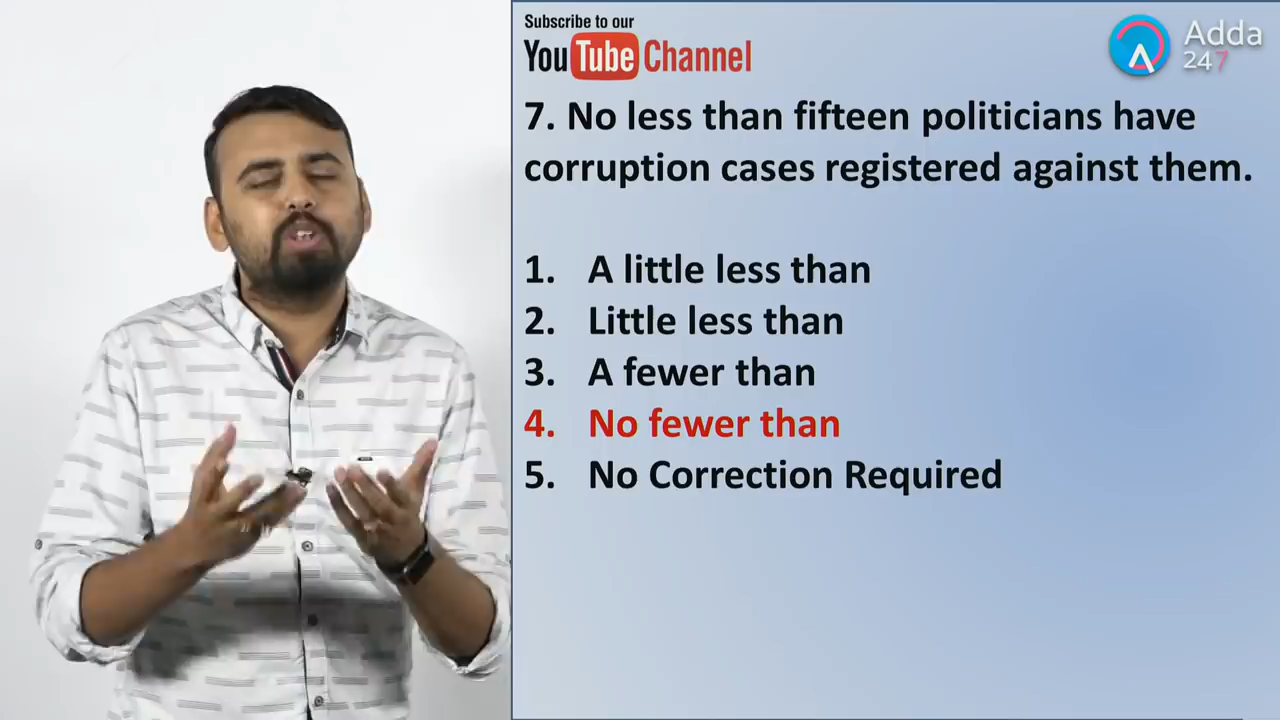 Subscribe to our
YouTube Channel
Adda
247
7. No less than fifteen politicians have
corruption cases registered against them.
1. A little less than
2. Little less than
3. A fewer than
4. No fewer than
5. No Correction Required